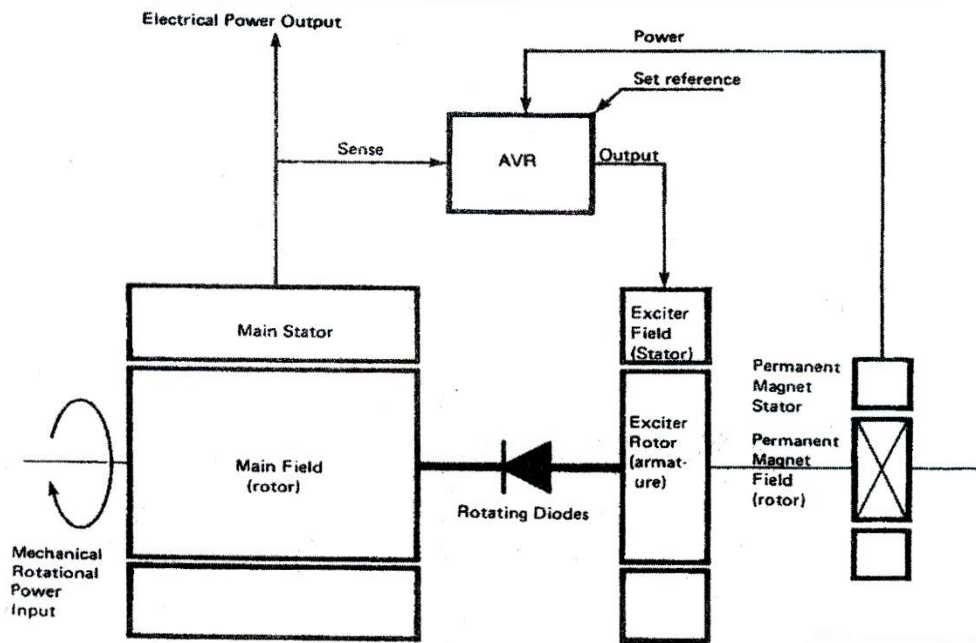 Electrical Power Output
Power
Set reference
AVR
Sense
Output
Main Stator
Exciter
Field
(Stator)
Permanent
Magnet
Stator
Main Field
(rotor)
Exciter
Rotor
(armat-
ure)
Permanent
Magnet
Field
(rotor)
Rotating Diodes
Mechanical
Rotational
Power
Input